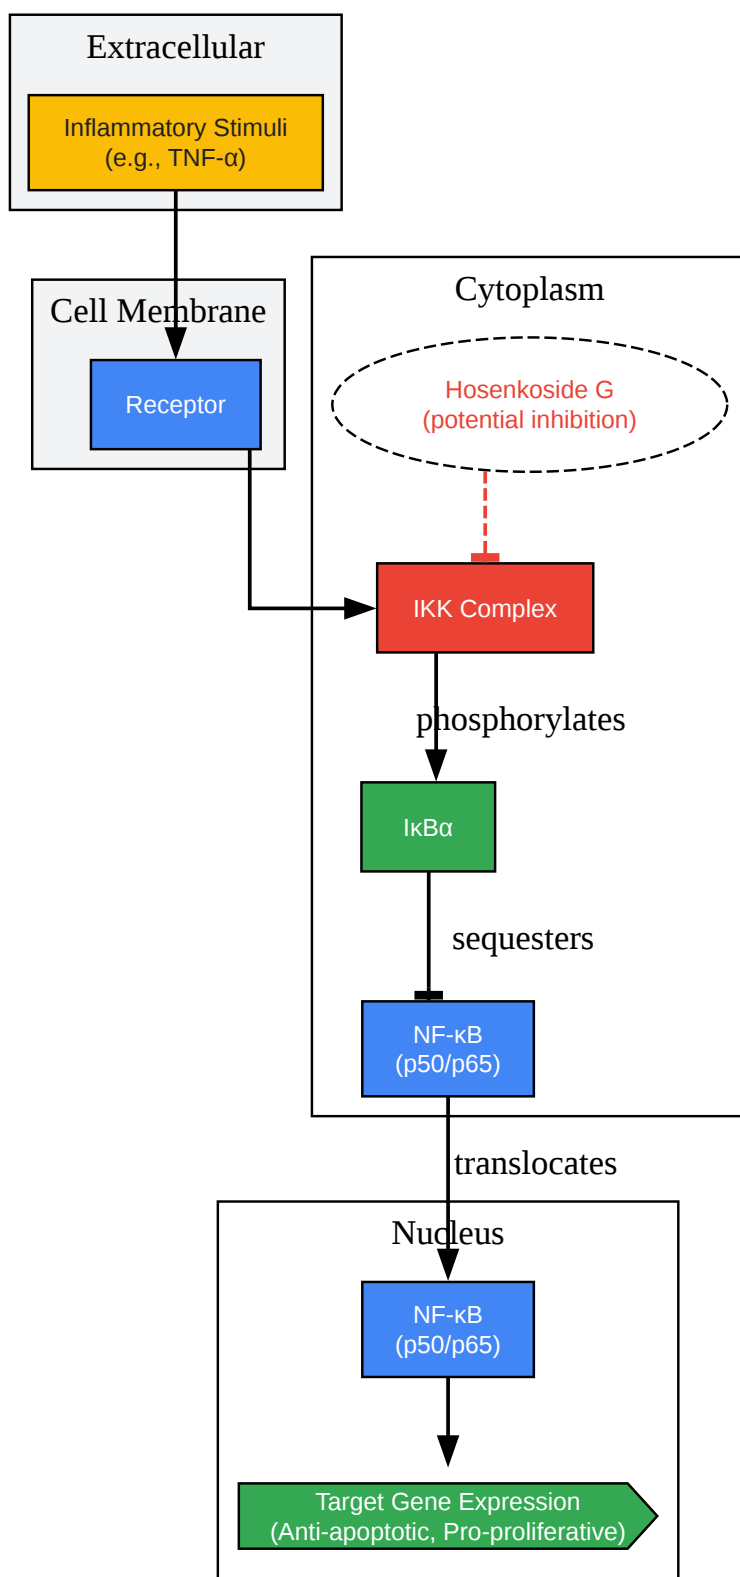 Extracellular
Inflammatory Stimuli
(e.g., TNF-α)
Cell Membrane
Receptor
Cytoplasm
Hosenkoside G
(potential inhibition)
IKK Complex
phosphorylates
IκBα
sequesters
NF-κB
(p50/p65)
translocates
Nucleus
NF-κB
(p50/p65)
Target Gene Expression
(Anti-apoptotic, Pro-proliferative)